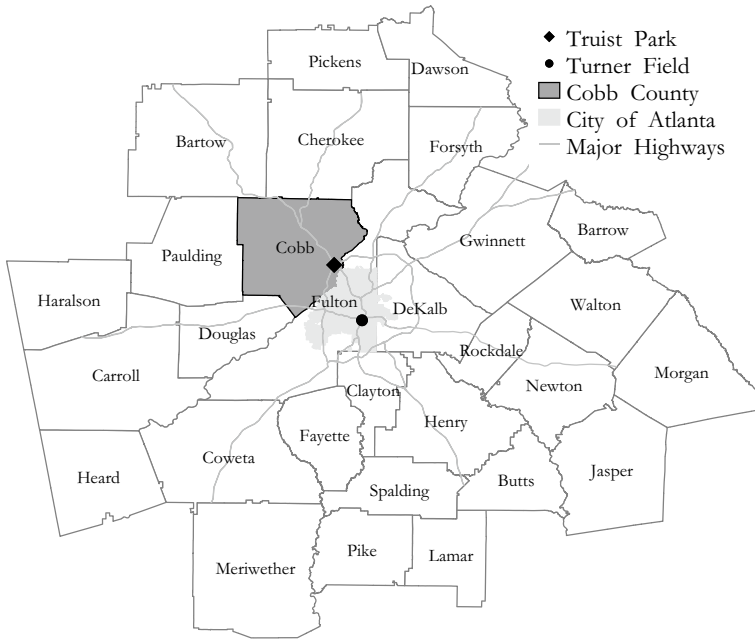 Truist Park
Turner Field
Cobb County
City of Atlanta
Major Highways
Pickens
Dawson
Bartow
Cherokee
Forsyth
Cobb
Paulding
Gwinnett
Barrow
Haralson
Fulton
DeKalb
Walton
Douglas
Rockdale
Carroll
Newton
Morgan
Clayton
Henry
Fayette
Coweta
Heard
Spalding
Butts
Jasper
Meriwether
Pike
Lamar